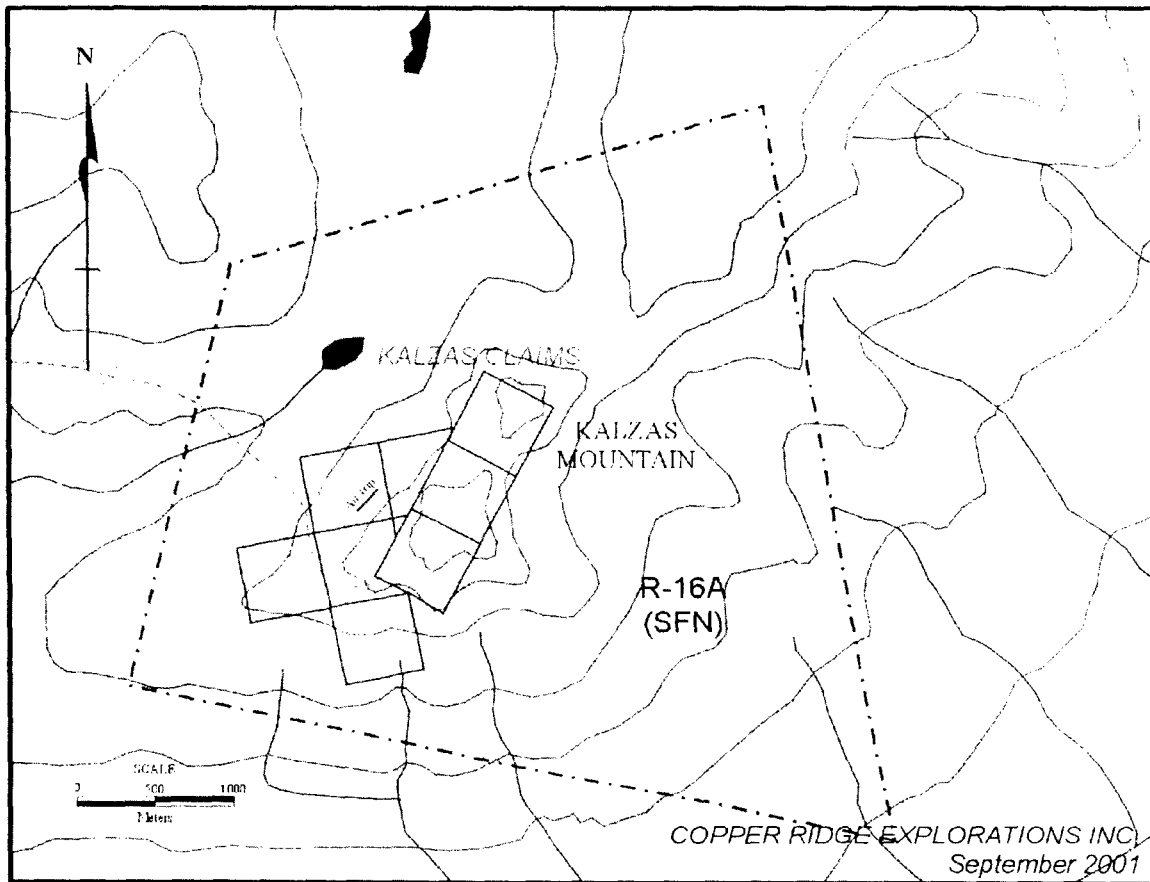 N
KALZAS CLAIMS
KALZAS
MOUNTAIN
R-16A
(SFN)
SCALE
0 500 1000
Meters
COPPER RIDGE EXPLORATIONS INC.
September 2001